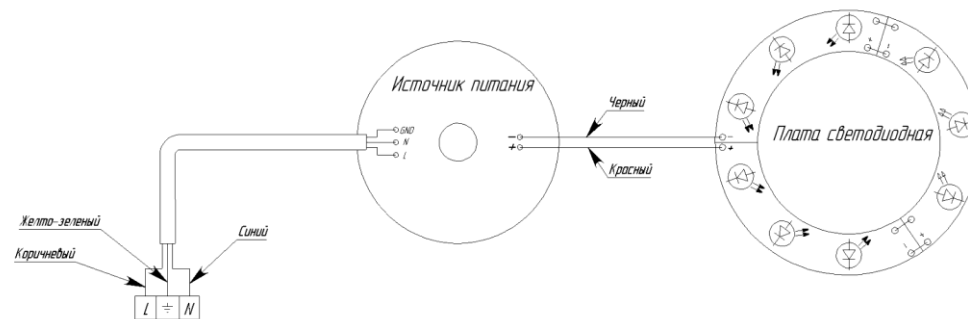 Источник питания
GND
N
L
-
+
Черный
Красный
-
+
Плата светодиодная
+
-
-
+
Желто-зеленый
Коричневый
Синий
L
N